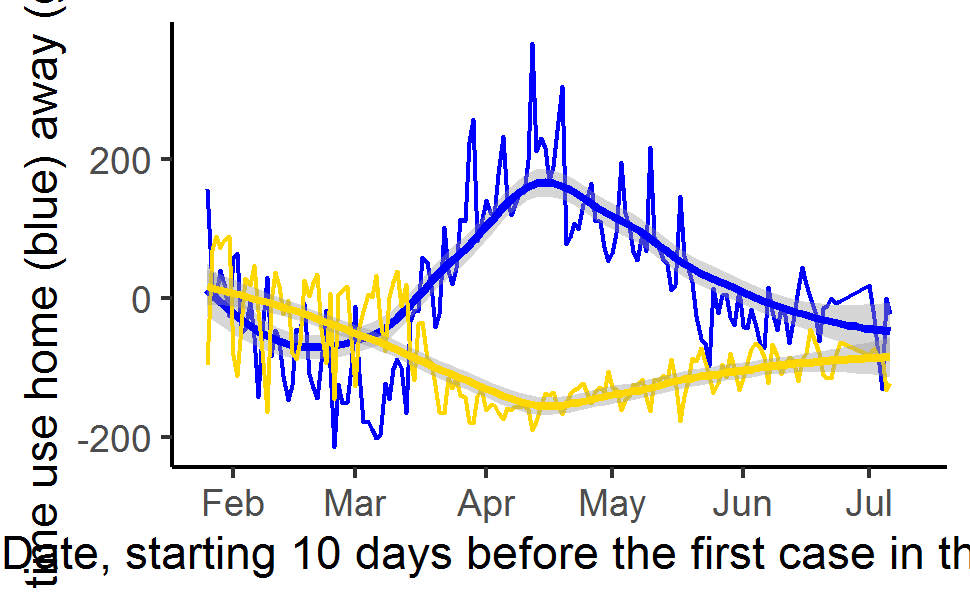 time use home (blue) away (
200
0
-200
Feb Mar Apr May Jun Jul
Date, starting 10 days before the first case in th